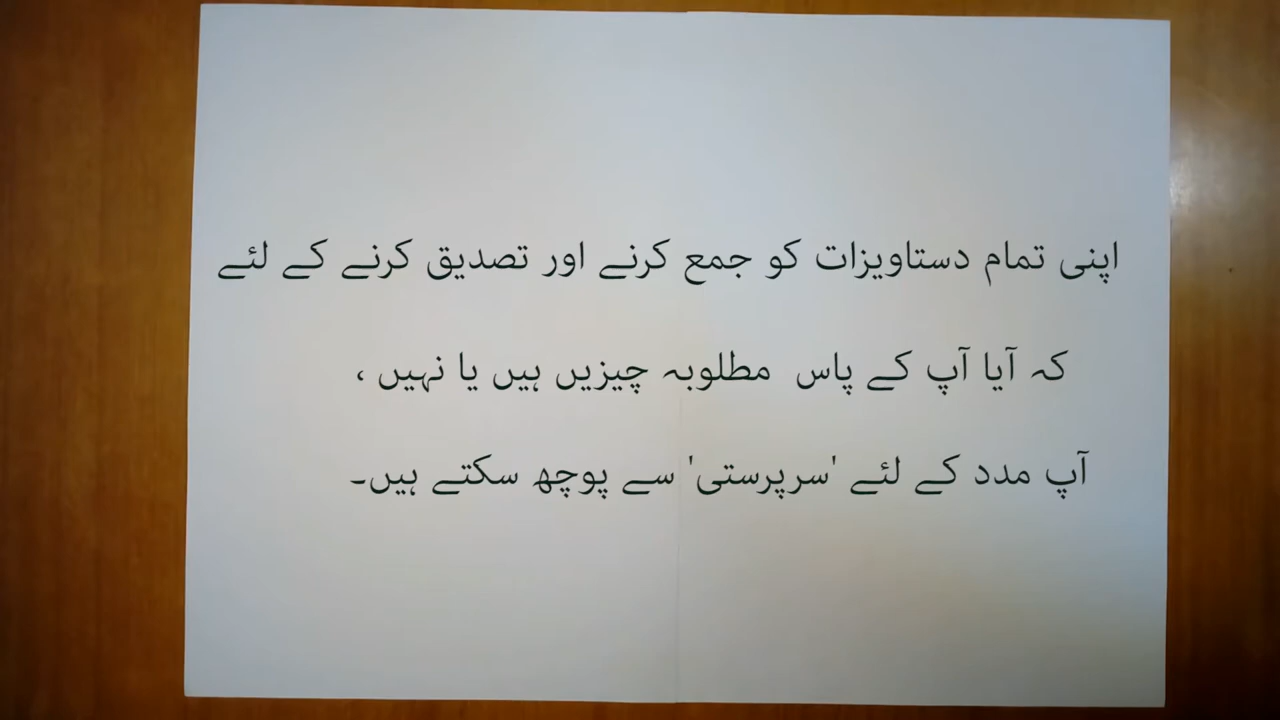 اپنی تمام دستاویزات کو جمع کرنے اور تصدیق کرنے کے لئے
کہ آیا آپ کے پاس مطلوبہ چیزیں ہیں یا نہیں ،
آپ مدد کے لئے 'سرپرستی' سے پوچھ سکتے ہیں۔